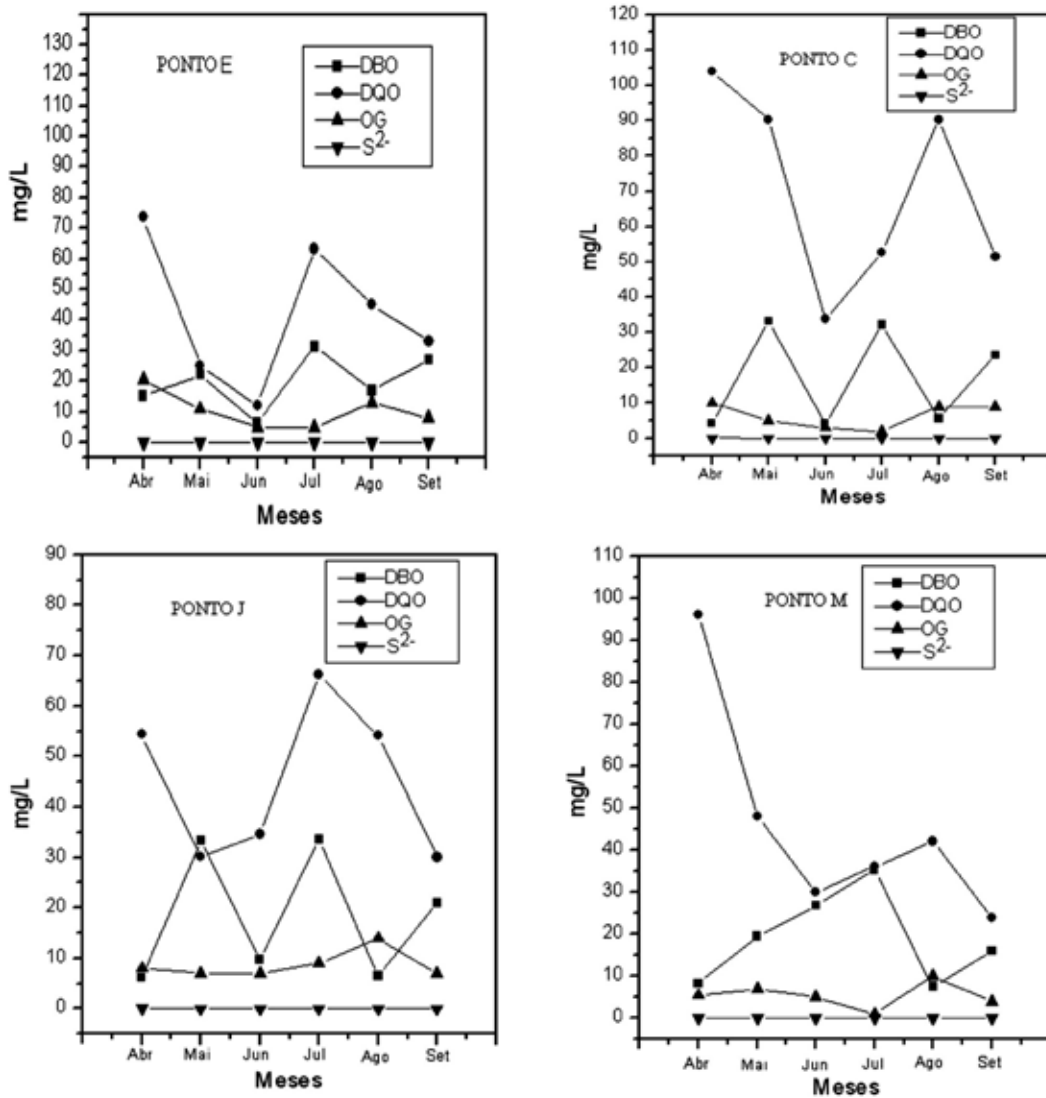 PONTO E
DBO
DQO
OG
S²⁻
mg/L
130
120
110
100
90
80
70
60
50
40
30
20
10
0
Abr Mai Jun Jul Ago Set
Meses
PONTO C
DBO
DQO
OG
S²⁻
mg/L
120
110
100
90
80
70
60
50
40
30
20
10
0
Abr Mai Jun Jul Ago Set
Meses
PONTO J
DBO
DQO
OG
S²⁻
mg/L
90
80
70
60
50
40
30
20
10
0
Abr Mai Jun Jul Ago Set
Meses
PONTO M
DBO
DQO
OG
S²⁻
mg/L
110
100
90
80
70
60
50
40
30
20
10
0
Abr Mai Jun Jul Ago Set
Meses